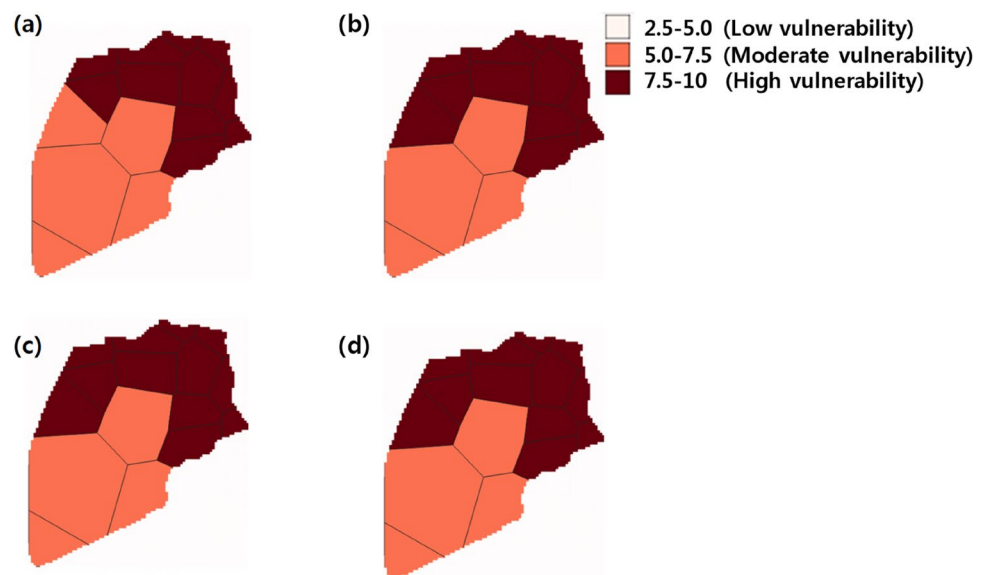 (a)
(b)
2.5-5.0 (Low vulnerability)
5.0-7.5 (Moderate vulnerability)
7.5-10 (High vulnerability)
(c)
(d)